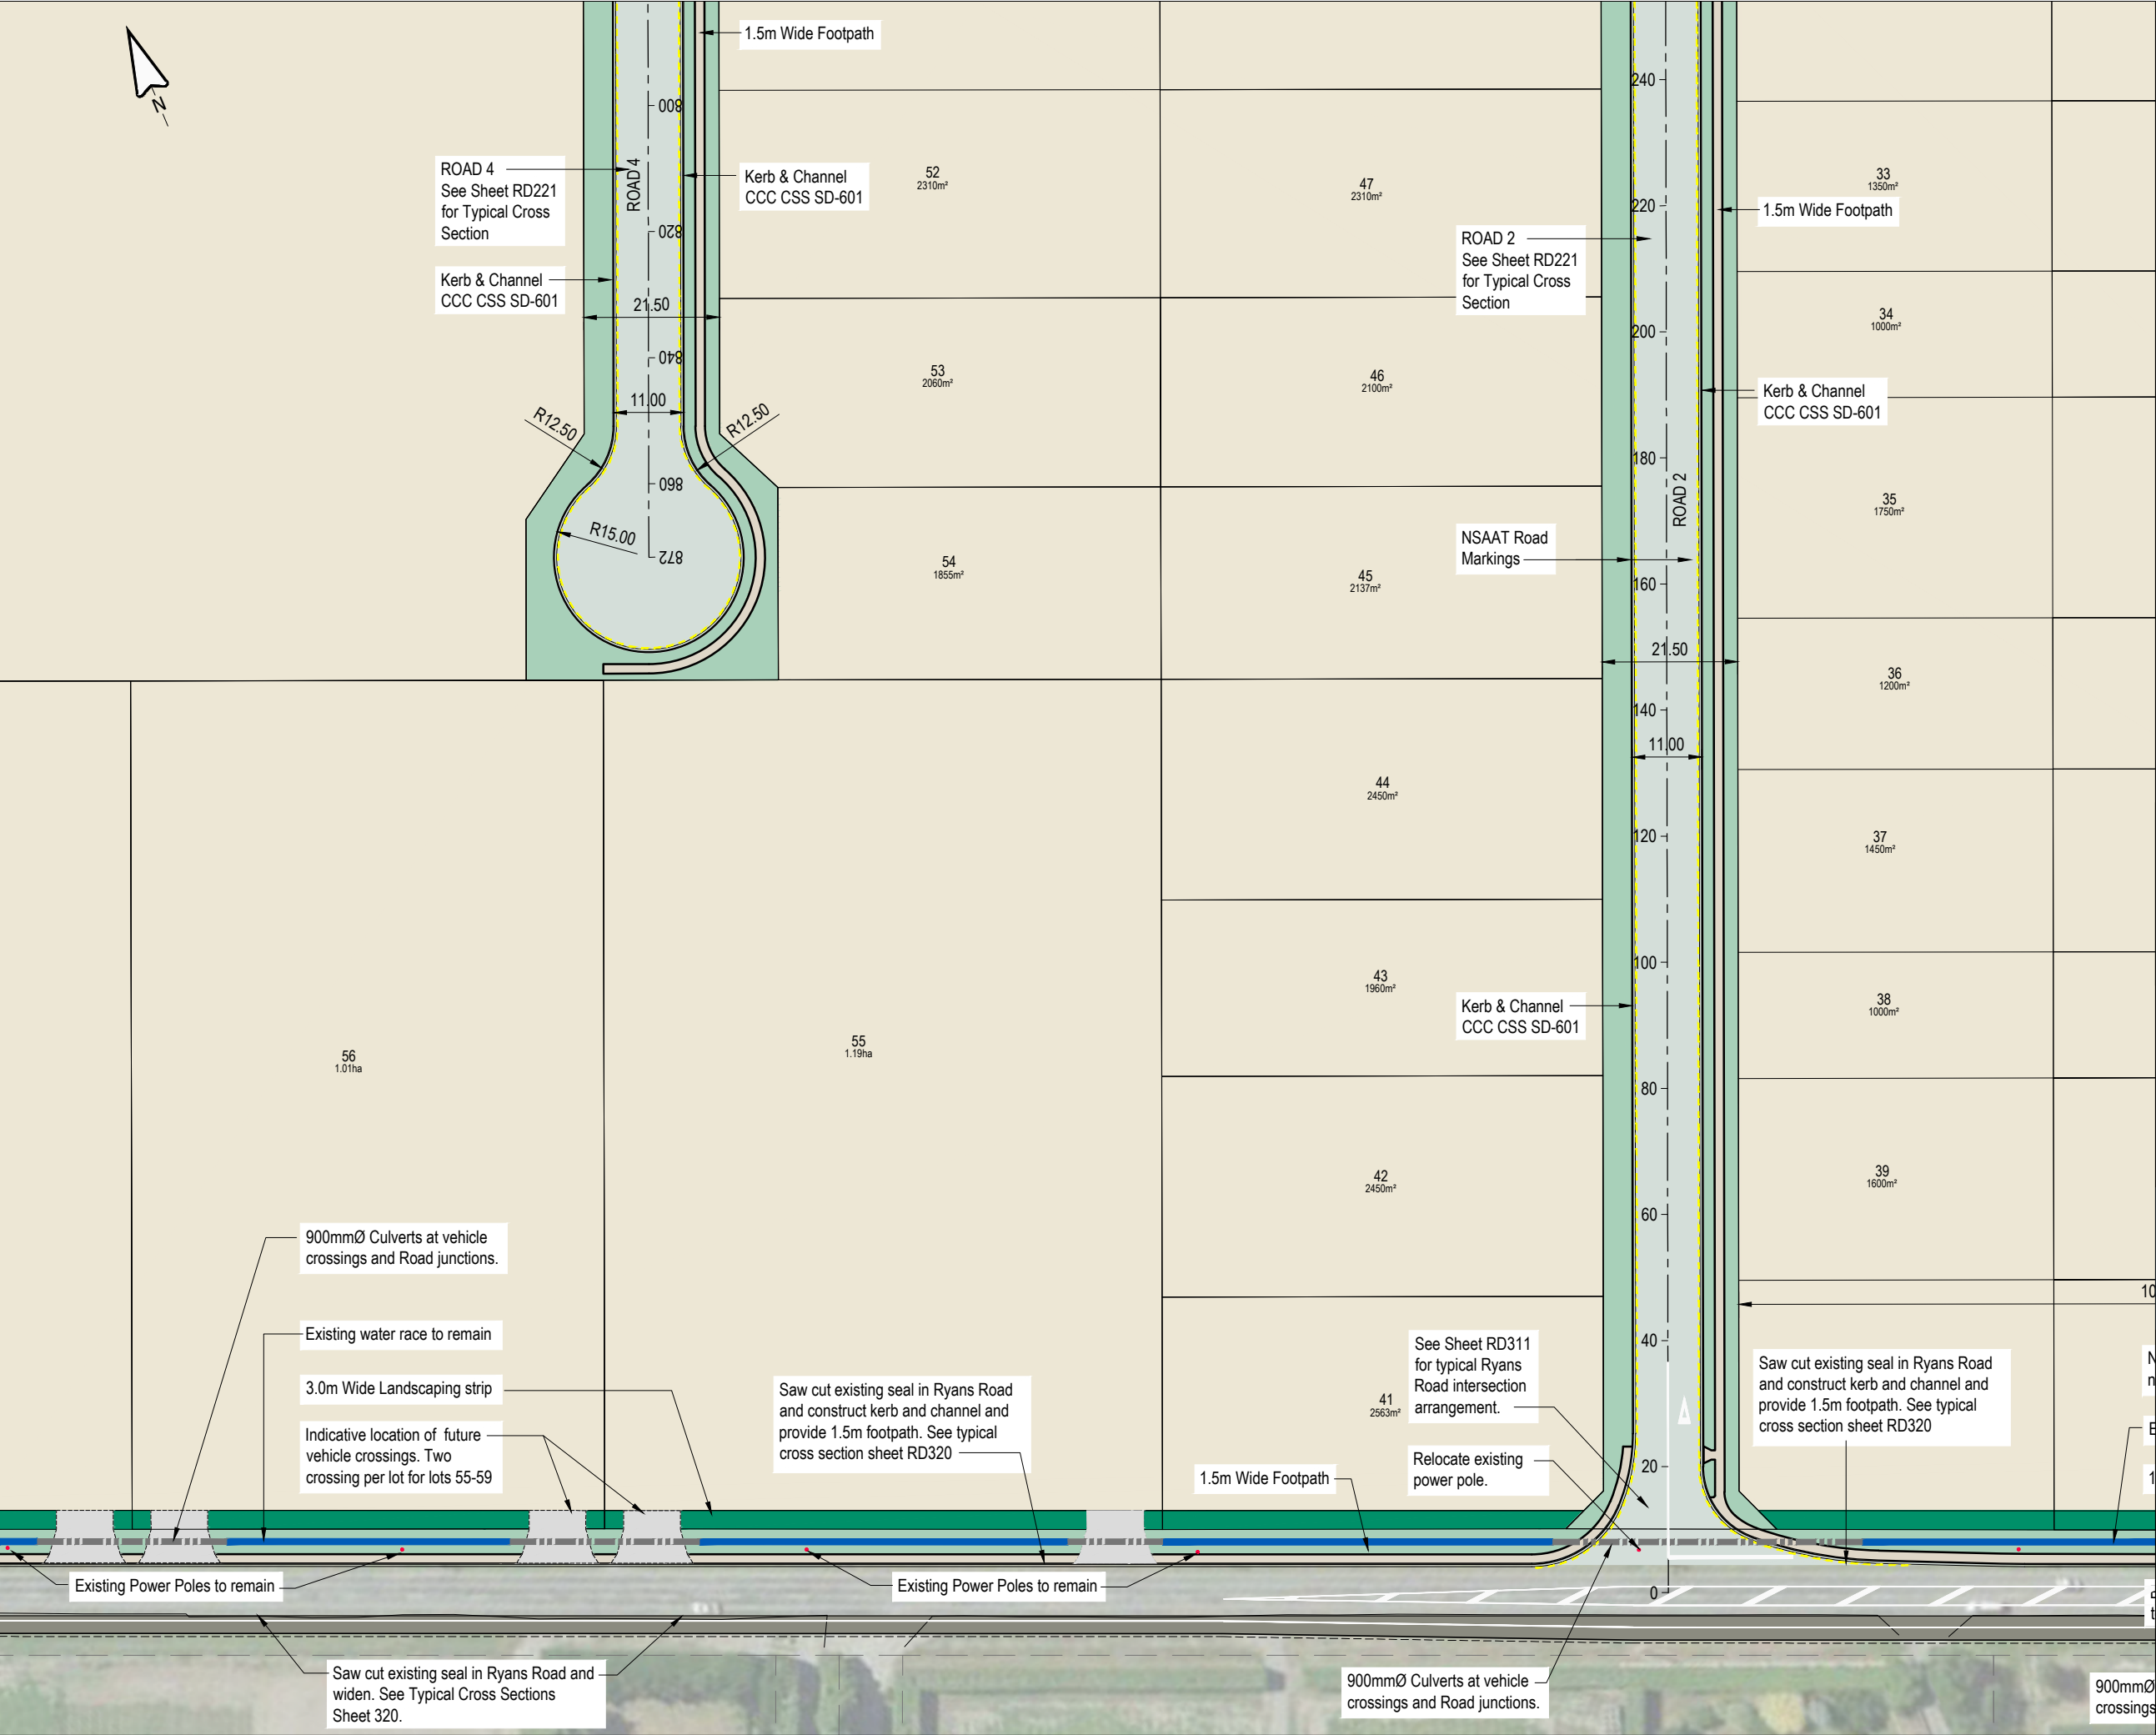 1.5m Wide Footpath
N
800
240
ROAD 4
See Sheet RD221
for Typical Cross
Section
ROAD 4
Kerb & Channel
CCC CSS SD-601
52
2310m²
47
2310m²
33
1350m²
220
1.5m Wide Footpath
820
ROAD 2
See Sheet RD221
for Typical Cross
Section
Kerb & Channel
CCC CSS SD-601
21.50
200
34
1000m²
840
53
2060m²
46
2100m²
11.00
Kerb & Channel
CCC CSS SD-601
R12.50
R12.50
180
860
ROAD 2
35
1750m²
R15.00
872
54
1855m²
NSAAT Road
Markings
45
2137m²
160
21.50
36
1200m²
140
11.00
44
2450m²
120
37
1450m²
100
43
1960m²
38
1000m²
Kerb & Channel
CCC CSS SD-601
56
1.01ha
55
1.19ha
80
42
2450m²
39
1600m²
60
900mmØ Culverts at vehicle
crossings and Road junctions.
10
Existing water race to remain
40
See Sheet RD311
for typical Ryans
Road intersection
arrangement.
3.0m Wide Landscaping strip
Saw cut existing seal in Ryans Road
and construct kerb and channel and
provide 1.5m footpath. See typical
cross section sheet RD320
41
2563m²
Saw cut existing seal in Ryans Road
and construct kerb and channel and
provide 1.5m footpath. See typical
cross section sheet RD320
Indicative location of future
vehicle crossings. Two
crossing per lot for lots 55-59
1.5m Wide Footpath
Relocate existing
power pole.
20
Existing Power Poles to remain
Existing Power Poles to remain
0
Saw cut existing seal in Ryans Road and
widen. See Typical Cross Sections
Sheet 320.
900mmØ Culverts at vehicle
crossings and Road junctions.
900mmØ
crossings